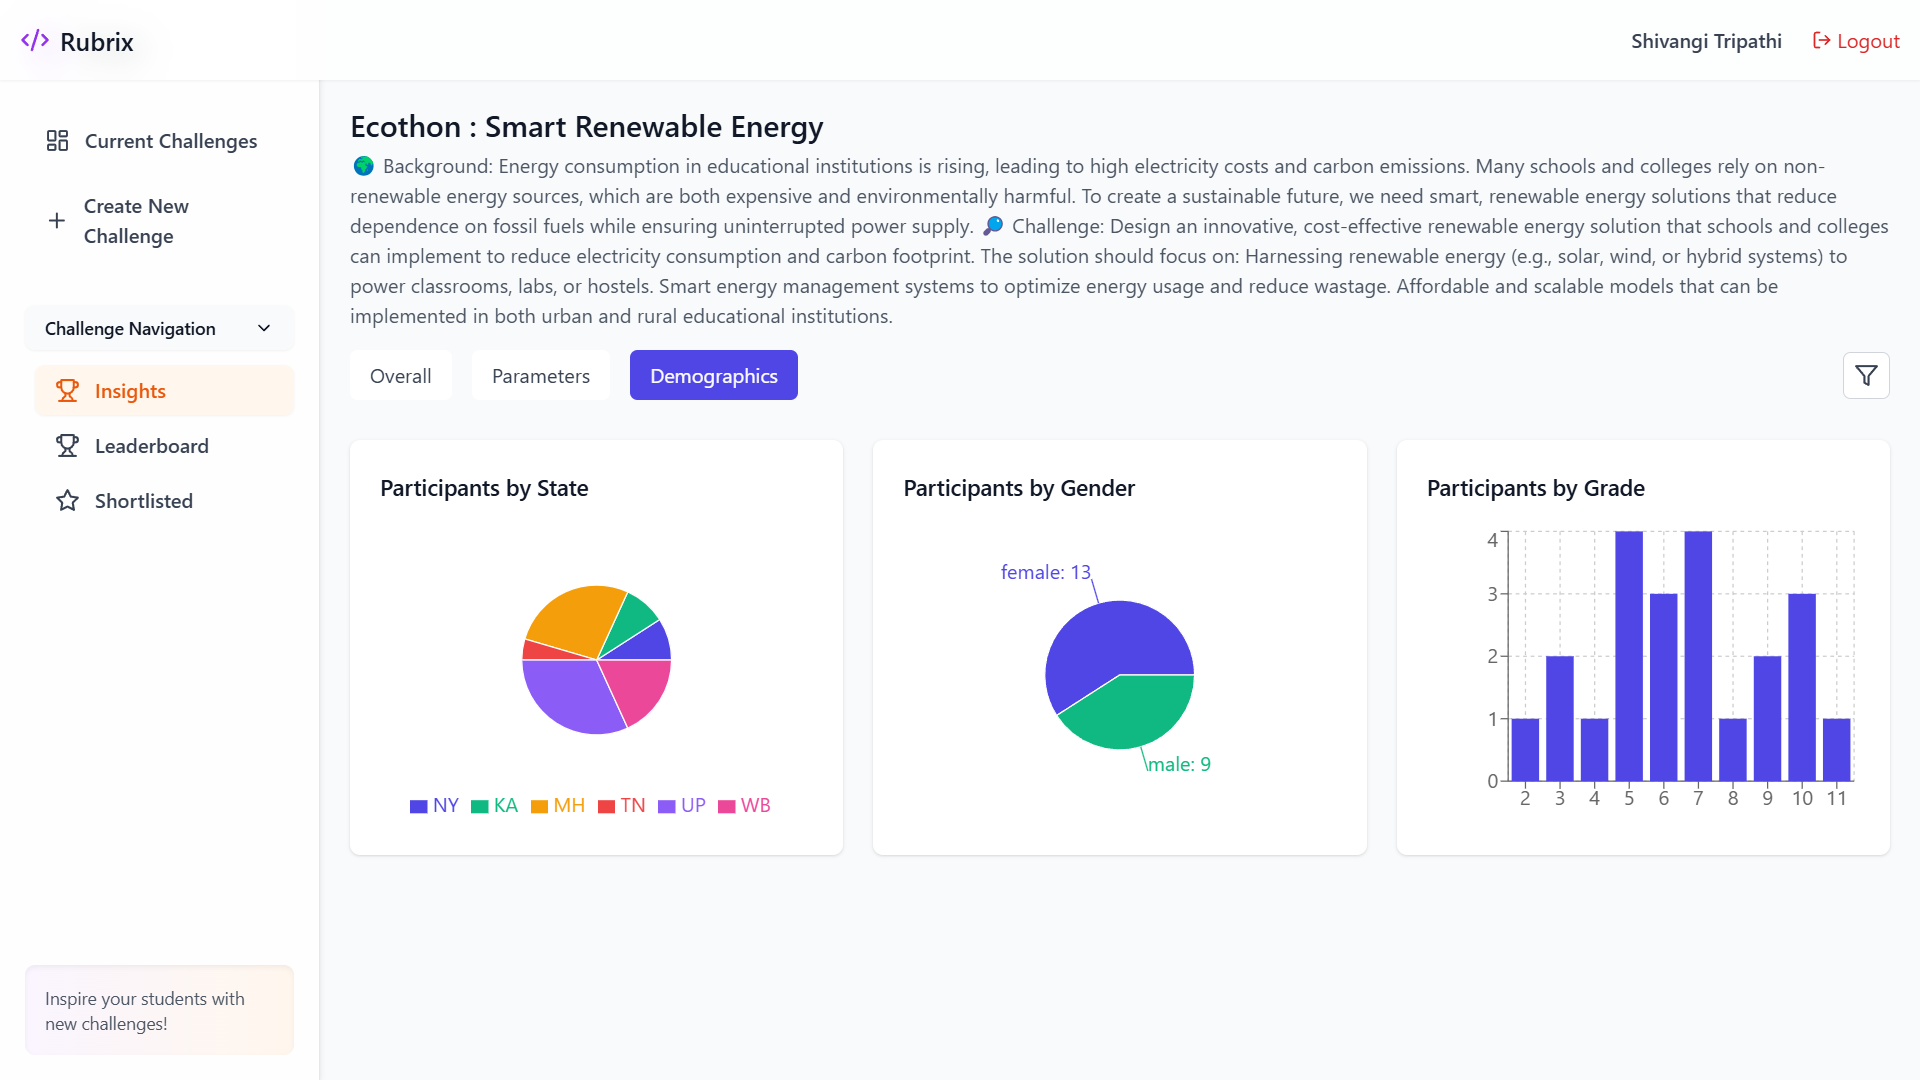 Rubrix
Shivangi Tripathi
Logout
Current Challenges
Create New
Challenge
Challenge Navigation
Insights
Leaderboard
Shortlisted
Inspire your students with
new challenges!
Ecothon : Smart Renewable Energy
🌍 Background: Energy consumption in educational institutions is rising, leading to high electricity costs and carbon emissions. Many schools and colleges rely on non-
renewable energy sources, which are both expensive and environmentally harmful. To create a sustainable future, we need smart, renewable energy solutions that reduce
dependence on fossil fuels while ensuring uninterrupted power supply. 🔎 Challenge: Design an innovative, cost-effective renewable energy solution that schools and colleges
can implement to reduce electricity consumption and carbon footprint. The solution should focus on: Harnessing renewable energy (e.g., solar, wind, or hybrid systems) to
power classrooms, labs, or hostels. Smart energy management systems to optimize energy usage and reduce wastage. Affordable and scalable models that can be
implemented in both urban and rural educational institutions.
Overall
Parameters
Demographics
Participants by State
NY KA MH TN UP WB
Participants by Gender
female: 13
male: 9
Participants by Grade
4
3
2
1
0
2 3 4 5 6 7 8 9 10 11